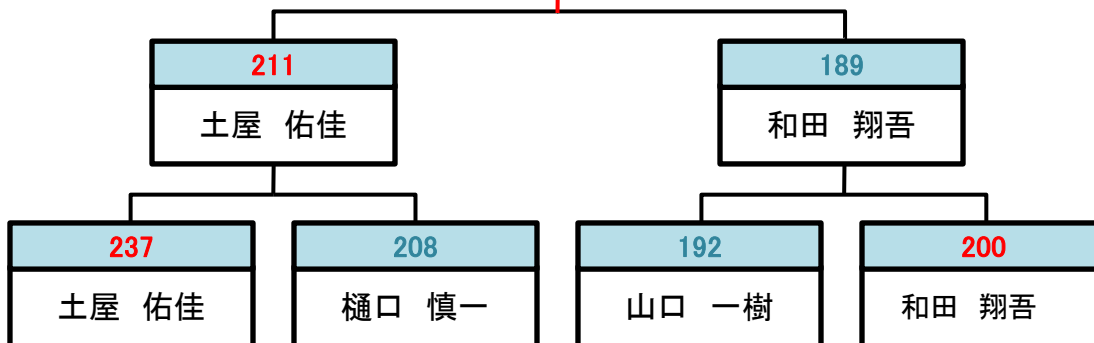 211
189
土屋　佑佳
和田　翔吾
237
208
192
200
土屋　佑佳
樋口　慎一
山口　一樹
和田　翔吾